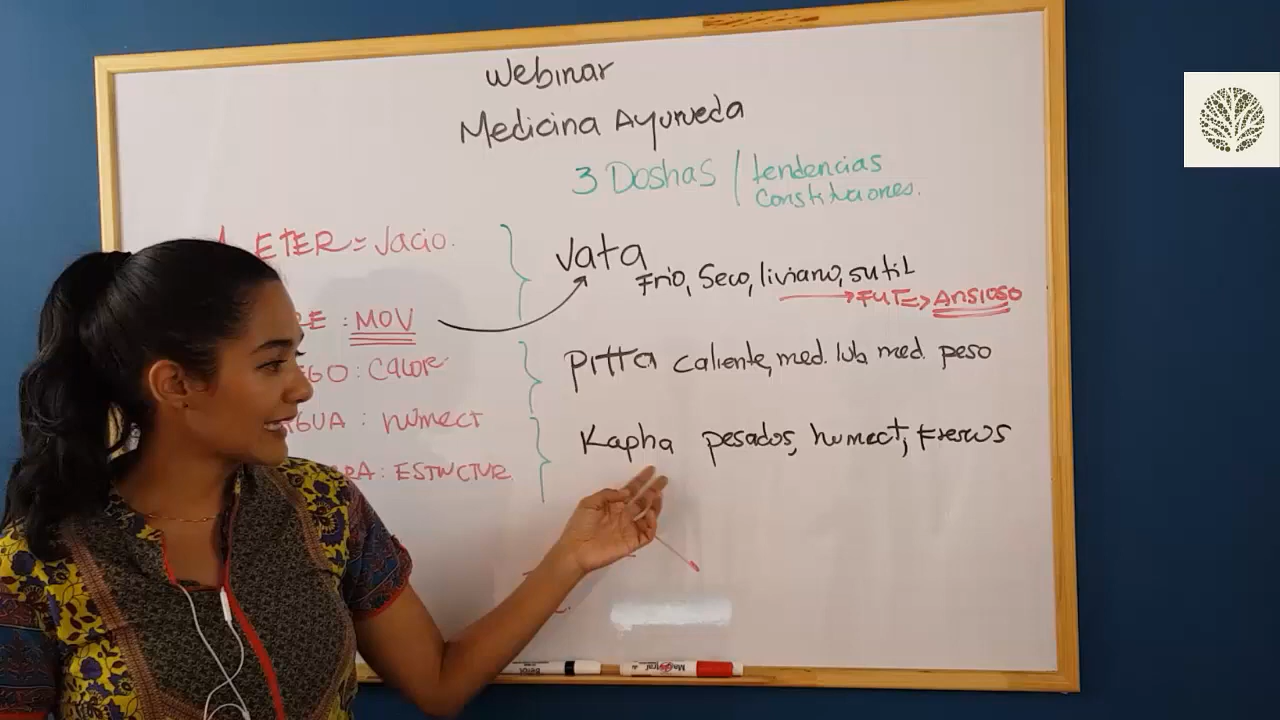 Webinar
Medicina Ayurveda
3 Doshas / tendencias
constituciones.
ETER = Vacio.
Vata
Frio, Seco, liviano, sutil
FUT => ANSIOSO
: MOV
Pitta caliente, med. lub, med. peso
: CALOR
Kapha pesados, humect, Frescos
: humect
: ESTRUCTUR